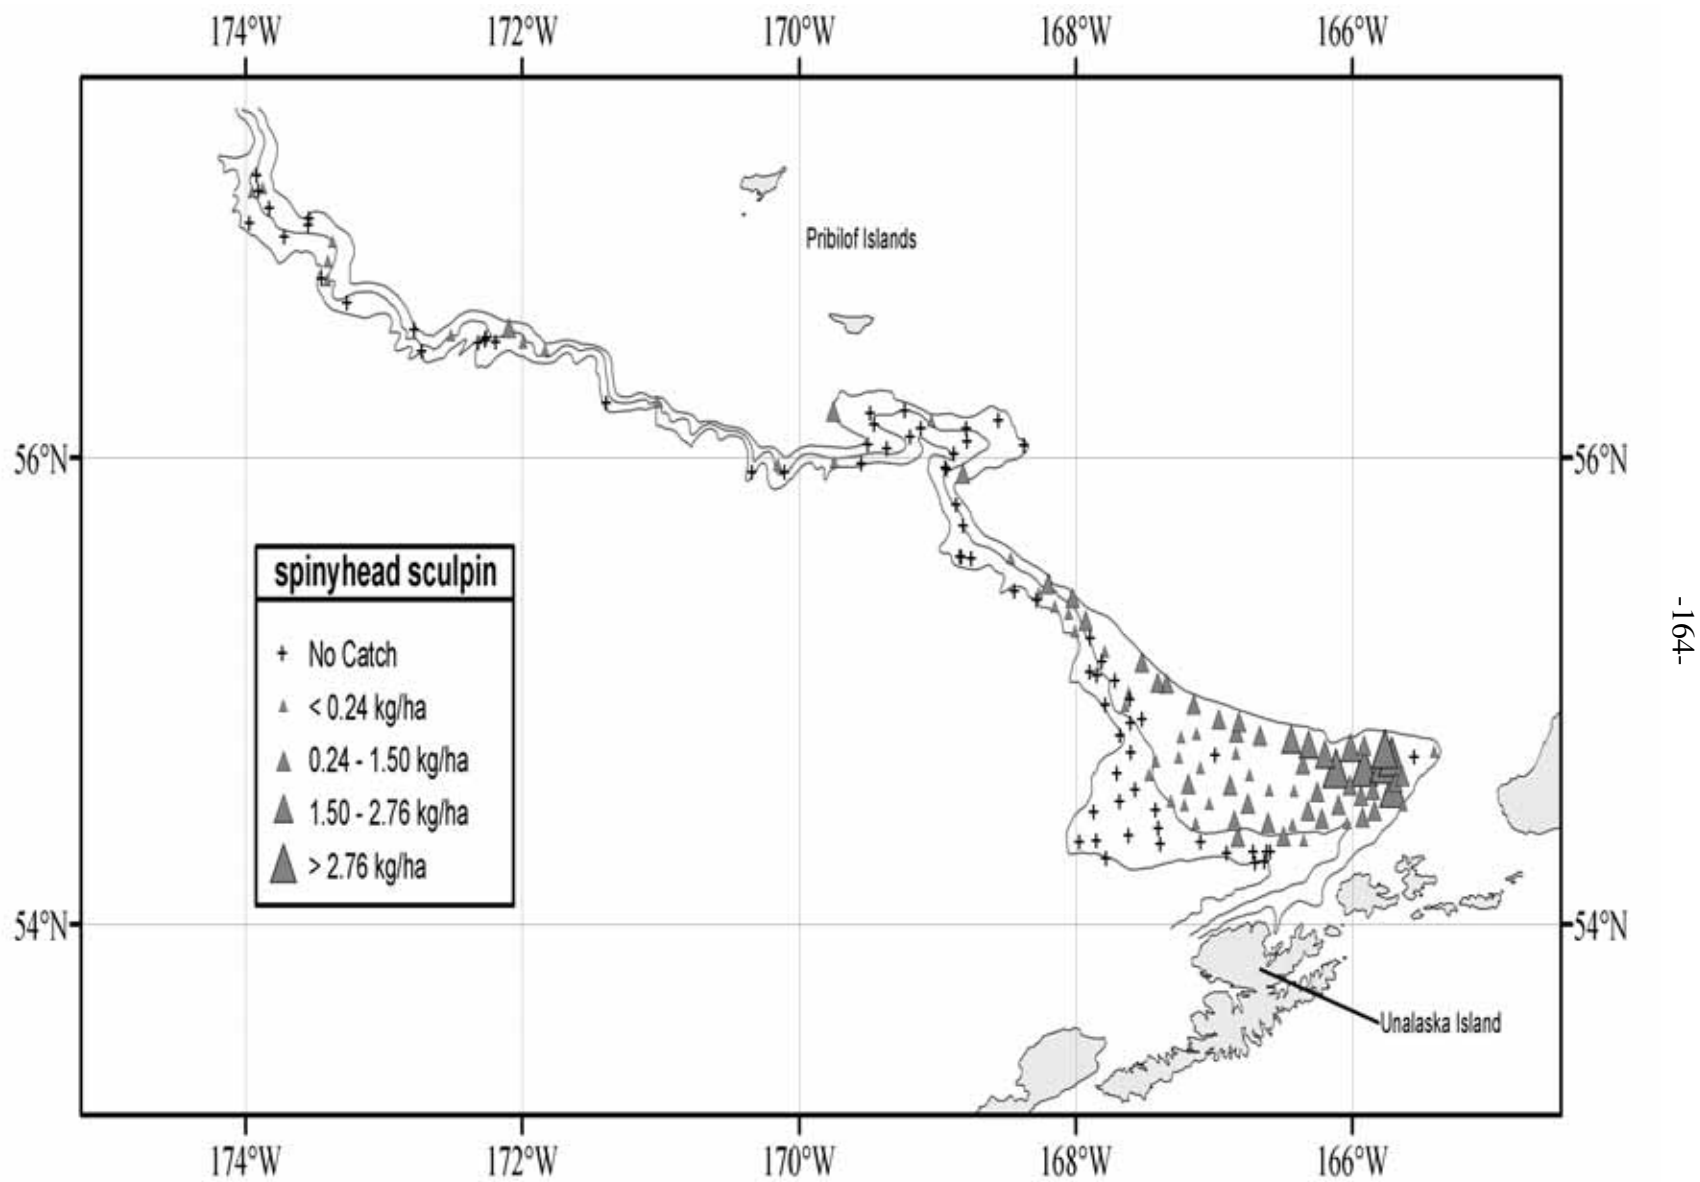 174°W 172°W 170°W 168°W 166°W
Pribilof Islands
56°N 56°N
spinyhead sculpin
No Catch
< 0.24 kg/ha
0.24 - 1.50 kg/ha
1.50 - 2.76 kg/ha
> 2.76 kg/ha
54°N 54°N
Unalaska Island
174°W 172°W 170°W 168°W 166°W
-164-